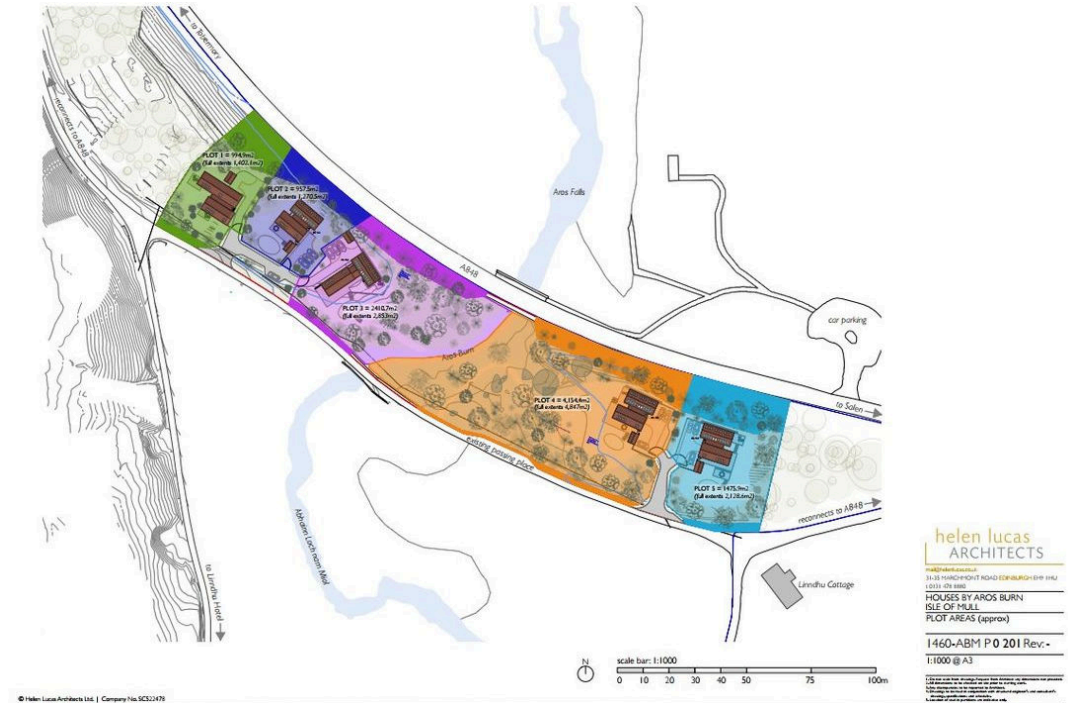 to Tobermory
reconnects to A848
PLOT 1 = 994.9m2
(full extents 1,402.1m2)
PLOT 2 = 957.5m2
(full extents 1,270.5m2)
PLOT 3 = 2410.7m2
(full extents 2,853m2)
Aros Falls
A848
car parking
Aros Burn
to Salen
PLOT 4 = 4,154.4m2
(full extents 4,847m2)
existing passing place
PLOT 5 = 1475.9m2
(full extents 2,128.6m2)
reconnects to A848
Abhainn Loch nam Miol
to Linndhu Hotel
Linndhu Cottage
helen lucas
ARCHITECTS
31-35 MARCHMONT ROAD EDINBURGH EH9 1HU
HOUSES BY AROS BURN
ISLE OF MULL
PLOT AREAS (approx)
1460-ABM P 0 201 Rev: -
1:1000 @ A3
N
scale bar: 1:1000
0 10 20 30 40 50 75 100m
© Helen Lucas Architects Ltd. | Company No. SC522478